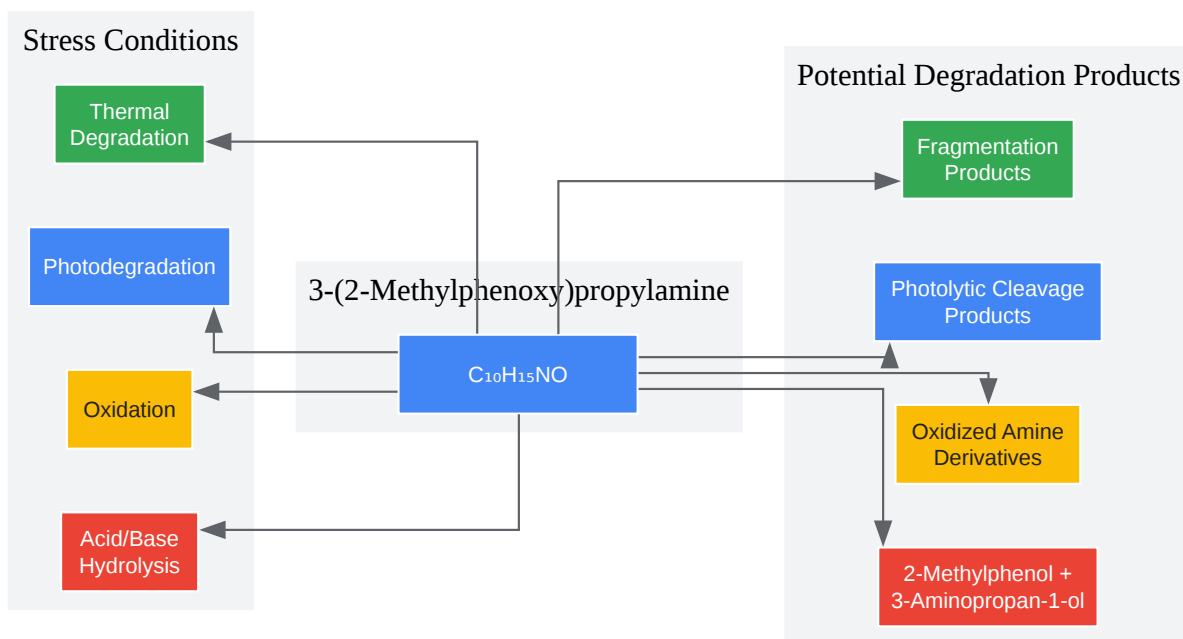 Stress Conditions
Thermal
Degradation
Photodegradation
Oxidation
Acid/Base
Hydrolysis
3-(2-Methylphenoxy)propylamine
C₁₀H₁₅NO
Potential Degradation Products
Fragmentation
Products
Photolytic Cleavage
Products
Oxidized Amine
Derivatives
2-Methylphenol +
3-Aminopropan-1-ol